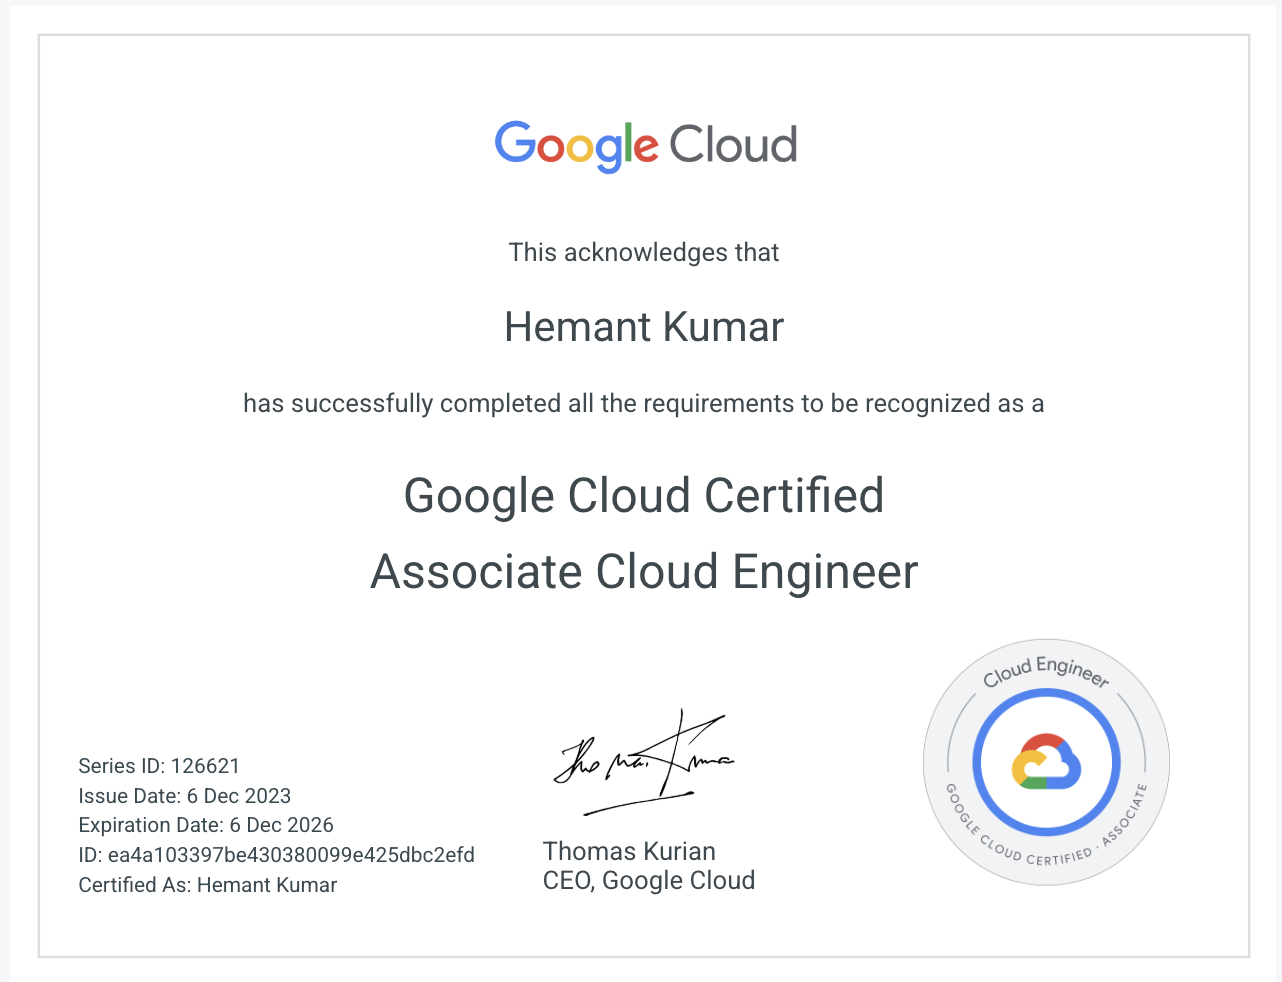 Google Cloud
This acknowledges that
Hemant Kumar
has successfully completed all the requirements to be recognized as a
Google Cloud Certified
Associate Cloud Engineer
Series ID: 126621
Issue Date: 6 Dec 2023
Expiration Date: 6 Dec 2026
ID: ea4a103397be430380099e425dbc2efd
Certified As: Hemant Kumar
Thomas Kurian
CEO, Google Cloud
Cloud Engineer
GOOGLE CLOUD CERTIFIED · ASSOCIATE